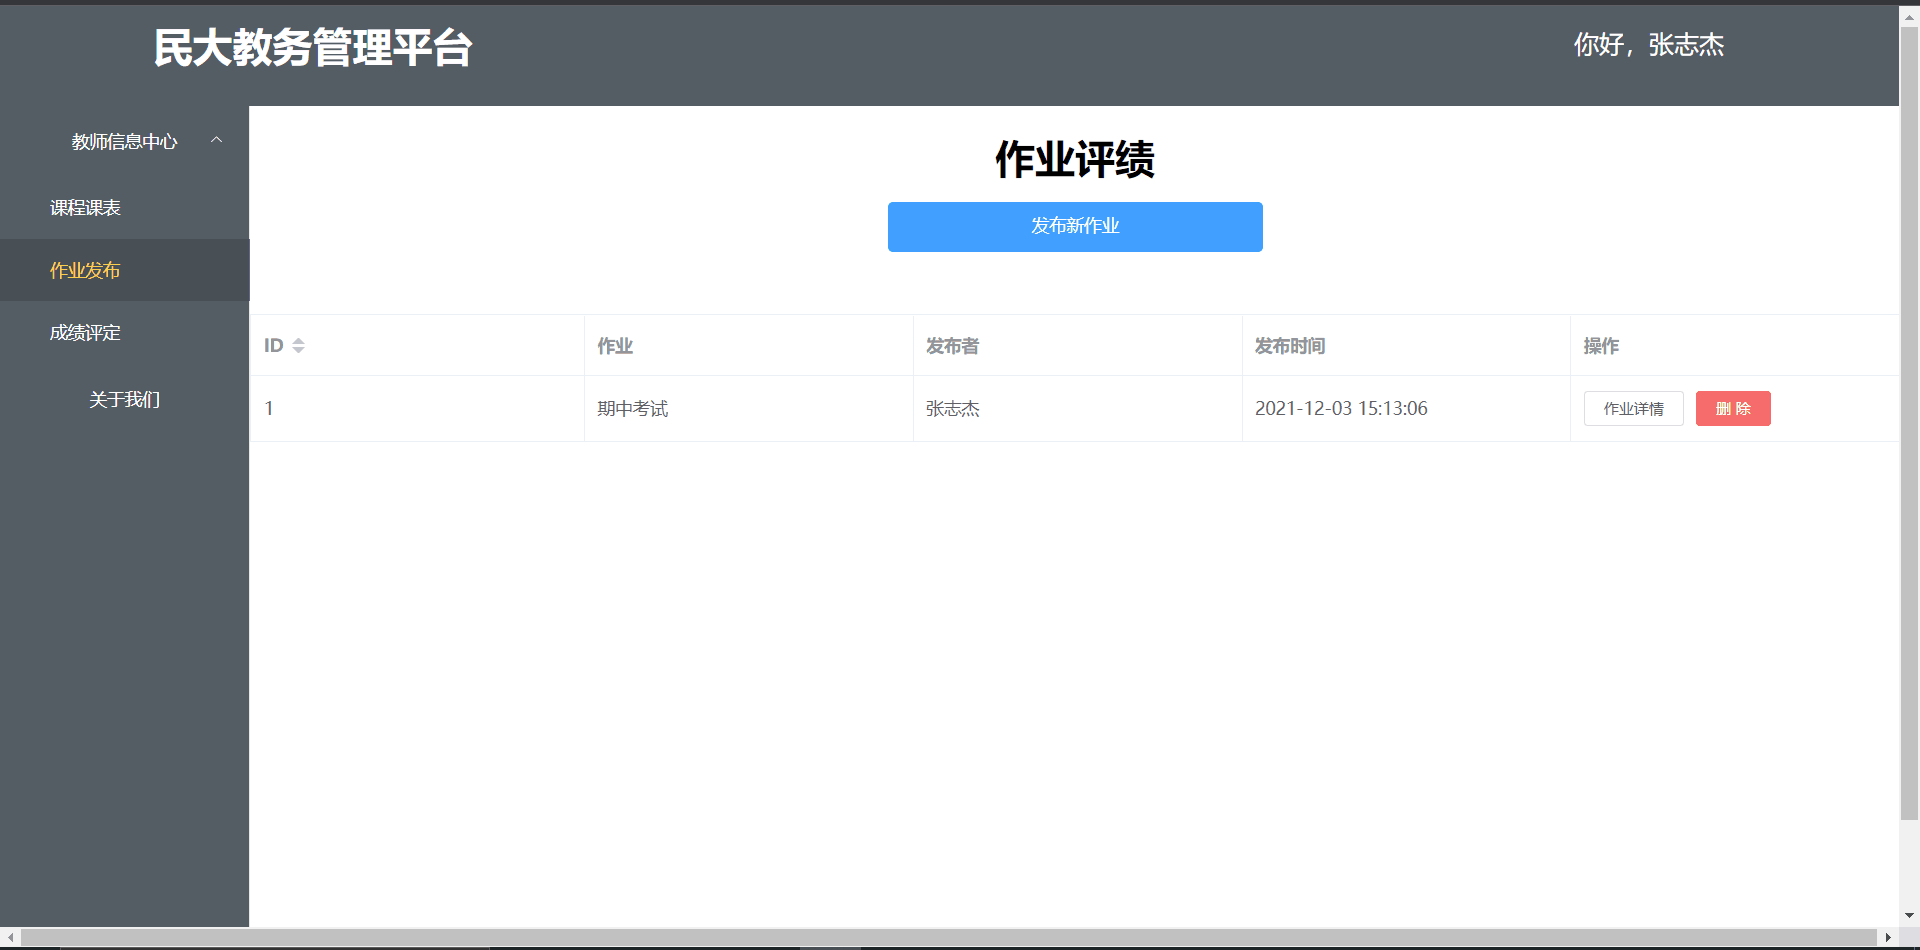 民大教务管理平台
你好，张志杰
教师信息中心
课程课表
作业发布
成绩评定
关于我们
作业评绩
发布新作业
ID 作业 发布者 发布时间 操作
1 期中考试 张志杰 2021-12-03 15:13:06 作业详情 删 除